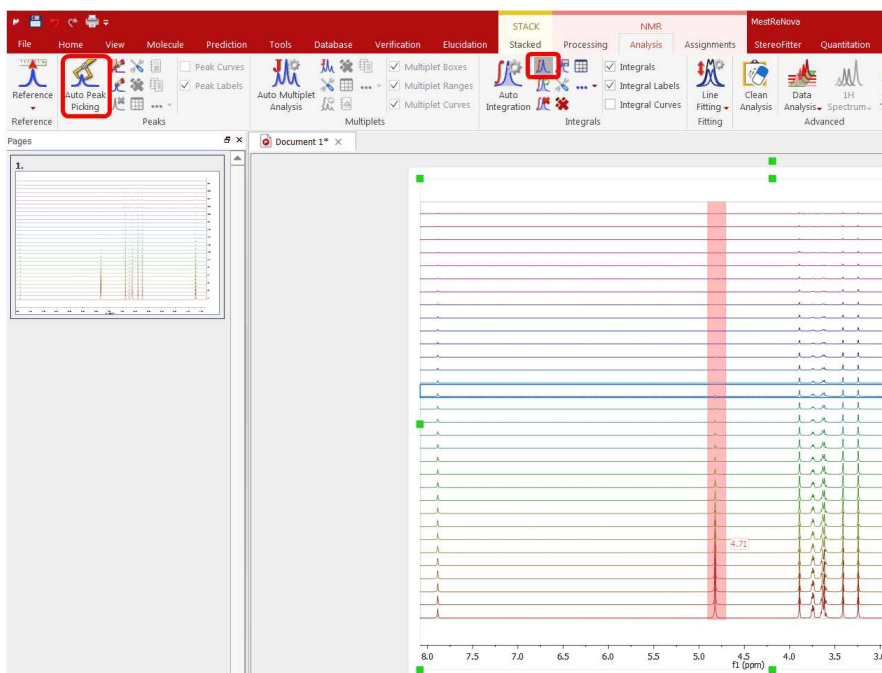 STACK NMR MestReNova
File Home View Molecule Prediction Tools Database Verification Elucidation Stacked Processing Analysis Assignments StereoFitter Quantitation
Reference
Auto Peak
Picking
Peak Curves
Peak Labels
Auto Multiplet
Analysis
Multiplet Boxes
Multiplet Ranges
Multiplet Curves
Auto
Integration
Integrals
Integral Labels
Integral Curves
Line
Fitting
Clean
Analysis
Data
Analysis
1H
Spectrum
Reference Peaks Multiplets Integrals Fitting Advanced
Pages
Document 1*
1.
4.71
8.0 7.5 7.0 6.5 6.0 5.5 5.0 4.5 4.0 3.5 3.0
f1 (ppm)